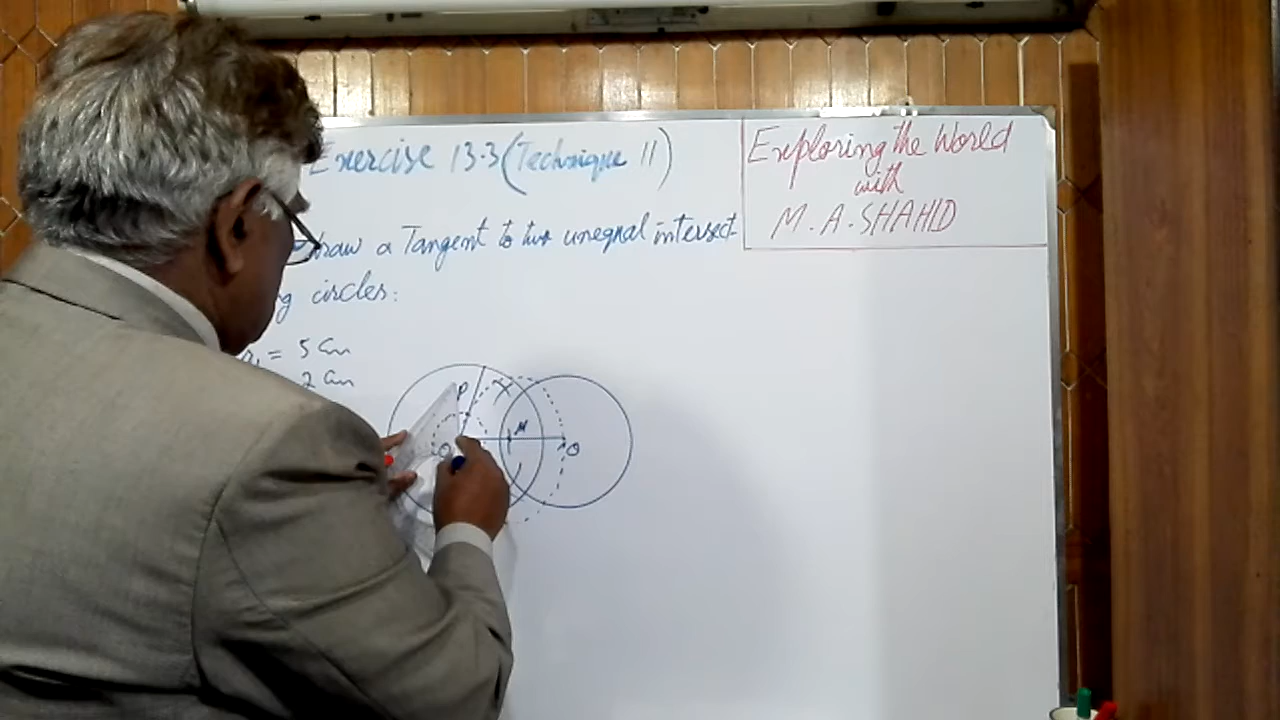 Exercise 13.3 (Technique 11)
Exploring the World
with
M. A. SHAHID
Draw a Tangent to two unequal intersect-
ing circles:
= 5 Cm
2 Cm
P
M
O
O